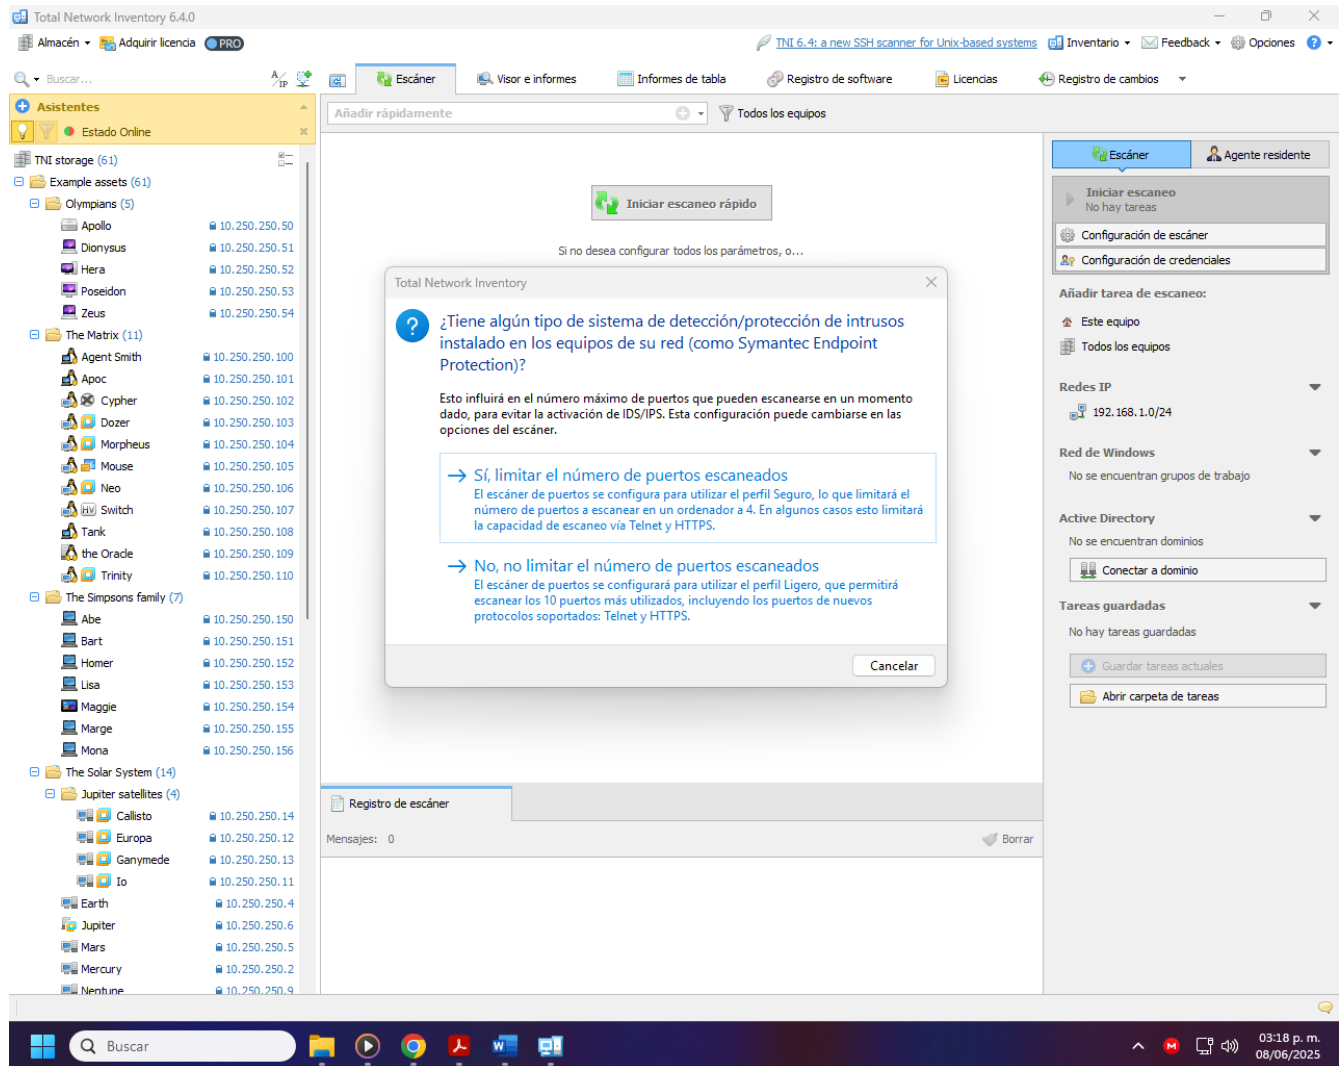 Total Network Inventory 6.4.0
Almacén
Adquirir licencia
PRO
TNI 6.4: a new SSH scanner for Unix-based systems
Inventario
Feedback
Opciones
Buscar...
A/IP
Escáner
Visor e informes
Informes de tabla
Registro de software
Licencias
Registro de cambios
Asistentes
Estado Online
Añadir rápidamente
Todos los equipos
TNI storage (61)
Example assets (61)
Olympians (5)
Apollo 10.250.250.50
Dionysus 10.250.250.51
Hera 10.250.250.52
Poseidon 10.250.250.53
Zeus 10.250.250.54
The Matrix (11)
Agent Smith 10.250.250.100
Apoc 10.250.250.101
Cypher 10.250.250.102
Dozer 10.250.250.103
Morpheus 10.250.250.104
Mouse 10.250.250.105
Neo 10.250.250.106
HV Switch 10.250.250.107
Tank 10.250.250.108
the Oracle 10.250.250.109
Trinity 10.250.250.110
The Simpsons family (7)
Abe 10.250.250.150
Bart 10.250.250.151
Homer 10.250.250.152
Lisa 10.250.250.153
Maggie 10.250.250.154
Marge 10.250.250.155
Mona 10.250.250.156
The Solar System (14)
Jupiter satellites (4)
Callisto 10.250.250.14
Europa 10.250.250.12
Ganymede 10.250.250.13
Io 10.250.250.11
Earth 10.250.250.4
Jupiter 10.250.250.6
Mars 10.250.250.5
Mercury 10.250.250.2
Neptune 10.250.250.9
Iniciar escaneo rápido
Si no desea configurar todos los parámetros, o...
Total Network Inventory
¿Tiene algún tipo de sistema de detección/protección de intrusos
instalado en los equipos de su red (como Symantec Endpoint
Protection)?
Esto influirá en el número máximo de puertos que pueden escanearse en un momento
dado, para evitar la activación de IDS/IPS. Esta configuración puede cambiarse en las
opciones del escáner.
Sí, limitar el número de puertos escaneados
El escáner de puertos se configura para utilizar el perfil Seguro, lo que limitará el
número de puertos a escanear en un ordenador a 4. En algunos casos esto limitará
la capacidad de escaneo vía Telnet y HTTPS.
No, no limitar el número de puertos escaneados
El escáner de puertos se configurará para utilizar el perfil Ligero, que permitirá
escanear los 10 puertos más utilizados, incluyendo los puertos de nuevos
protocolos soportados: Telnet y HTTPS.
Cancelar
Registro de escáner
Mensajes: 0
Borrar
Escáner
Agente residente
Iniciar escaneo
No hay tareas
Configuración de escáner
Configuración de credenciales
Añadir tarea de escaneo:
Este equipo
Todos los equipos
Redes IP
192.168.1.0/24
Red de Windows
No se encuentran grupos de trabajo
Active Directory
No se encuentran dominios
Conectar a dominio
Tareas guardadas
No hay tareas guardadas
Guardar tareas actuales
Abrir carpeta de tareas
Buscar
03:18 p. m.
08/06/2025